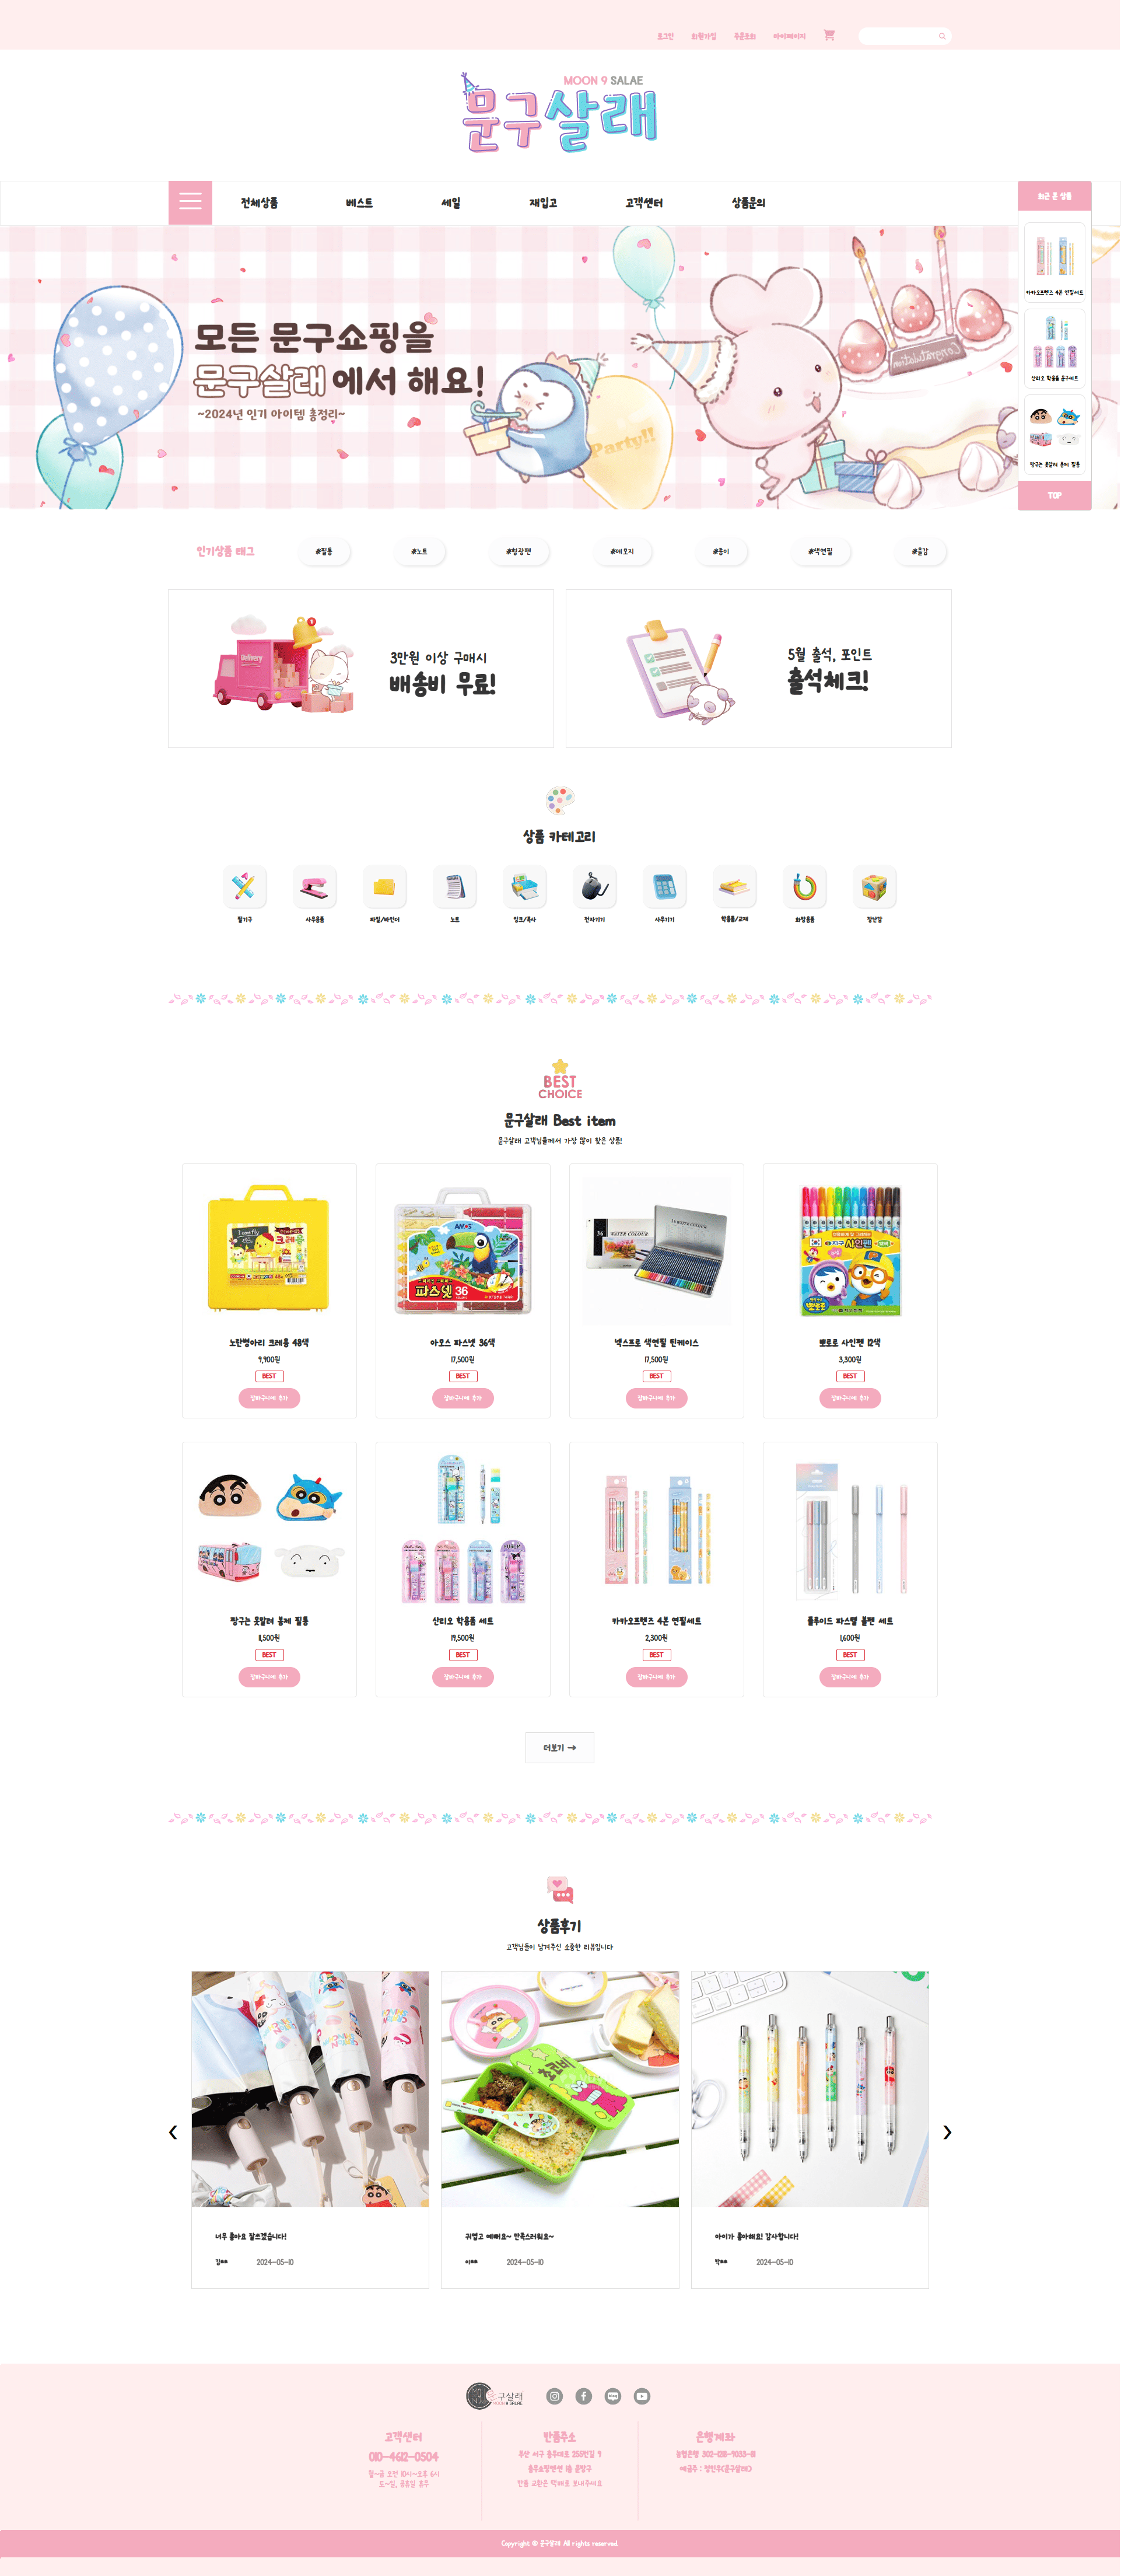 로그인 회원가입 주문조회 마이페이지
MOON 9 SALAE
문구살래
전체상품 베스트 세일 재입고 고객센터 상품문의
최근 본 상품
카카오프렌즈 4본 연필세트
산리오 학용품 문구세트
짱구는 못말려 봉제 필통
TOP
모든 문구쇼핑을
문구살래 에서 해요!
~2024년 인기 아이템 총정리~
Party!!
Congratulation
인기상품 태그 #필통 #노트 #형광펜 #메모지 #종이 #색연필 #물감
Delivery
3만원 이상 구매시
배송비 무료!
5월 출석, 포인트
출석체크!
상품 카테고리
필기구 사무용품 파일/바인더 노트 잉크/복사 전자기기 사무기기 학용품/교재 화방용품 장난감
BEST
CHOICE
문구살래 Best item
문구살래 고객님들께서 가장 많이 찾은 상품!
노란병아리 크레용 48색 아모스 파스넷 36색 넥스프로 색연필 틴케이스 뽀로로 사인펜 12색
9,900원 17,500원 17,500원 3,300원
BEST BEST BEST BEST
장바구니에 추가 장바구니에 추가 장바구니에 추가 장바구니에 추가
짱구는 못말려 봉제 필통 산리오 학용품 세트 카카오프렌즈 4본 연필세트 플루이드 파스텔 볼펜 세트
11,500원 19,500원 2,300원 1,600원
BEST BEST BEST BEST
장바구니에 추가 장바구니에 추가 장바구니에 추가 장바구니에 추가
더보기 →
상품후기
고객님들이 남겨주신 소중한 리뷰입니다
너무 좋아요 잘쓰겠습니다! 귀엽고 예뻐요~ 만족스러워요~ 아이가 좋아해요! 감사합니다!
김** 2024-05-10 이** 2024-05-10 박** 2024-05-10
문구살래
고객센터 반품주소 은행계좌
010-4612-0504
월~금 오전 10시~오후 6시
토~일, 공휴일 휴무
부산 서구 충무대로 255번길 9
충무쇼핑맨션 1층 문방구
반품 교환은 택배로 보내주세요
농협은행 302-1218-9033-81
Copyright © 문구살래 All rights reserved.